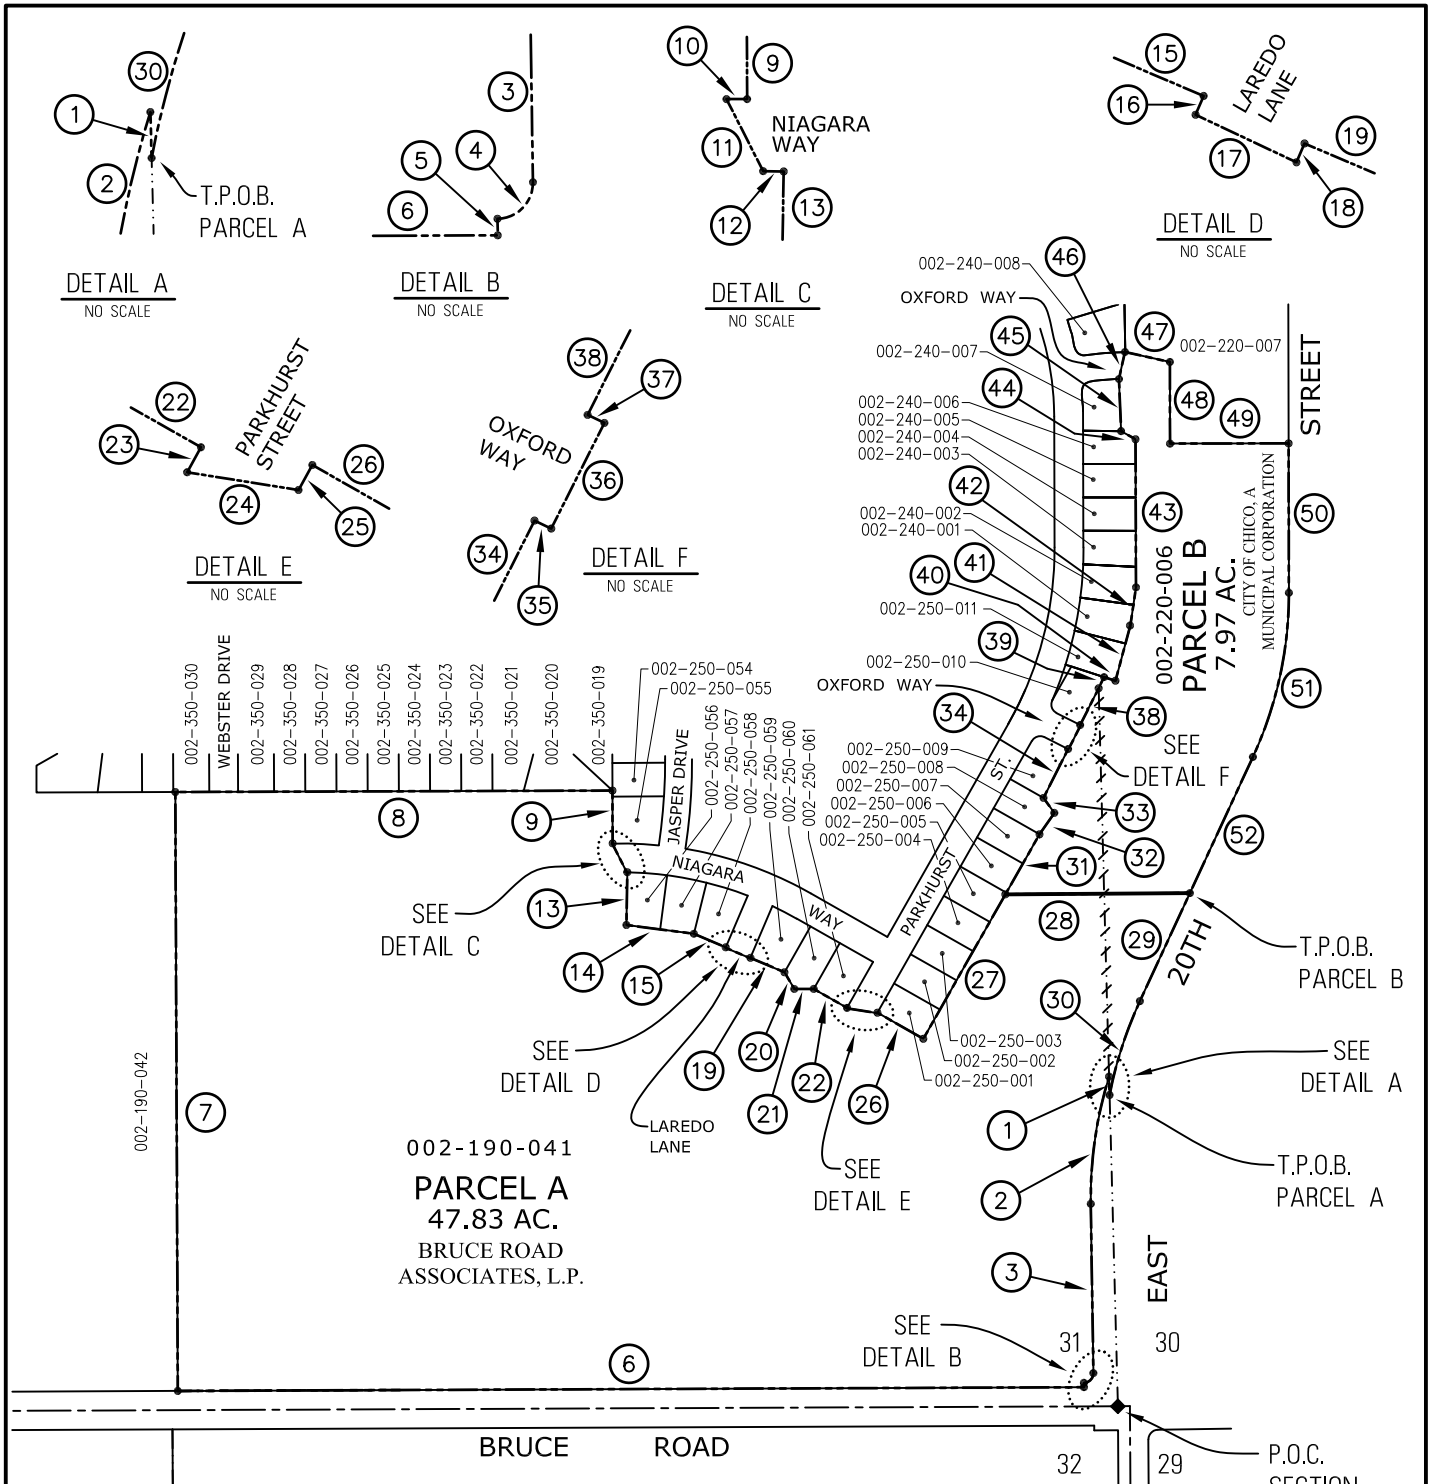 30
1
2
T.P.O.B.
PARCEL A
DETAIL A
NO SCALE
3
4
5
6
DETAIL B
NO SCALE
10
9
NIAGARA
WAY
11
12
13
DETAIL C
NO SCALE
15
16
LAREDO
LANE
17
19
18
DETAIL D
NO SCALE
22
23
PARKHURST
STREET
24
26
25
DETAIL E
NO SCALE
38
37
OXFORD
WAY
36
34
35
DETAIL F
NO SCALE
002-240-008
46
OXFORD WAY
45
47
002-240-007
002-220-007
44
002-240-006
002-240-005
002-240-004
002-240-003
48
49
STREET
42
43
002-240-002
002-240-001
50
41
40
002-250-011
39
002-250-010
OXFORD WAY
002-220-006
PARCEL B
7.97 AC.
CITY OF CHICO, A
MUNICIPAL CORPORATION
51
34
38
SEE
DETAIL F
002-250-009
002-250-008
002-250-007
002-250-006
002-250-005
002-250-004
ST.
PARKHURST
33
32
31
52
28
29
20TH
T.P.O.B.
PARCEL B
27
30
002-250-003
002-250-002
002-250-001
SEE
DETAIL A
002-350-030
WEBSTER DRIVE
002-350-029
002-350-028
002-350-027
002-350-026
002-350-025
002-350-024
002-350-023
002-350-022
002-350-021
002-350-020
002-350-019
002-250-054
002-250-055
JASPER DRIVE
002-250-056
002-250-057
002-250-058
002-250-059
002-250-060
002-250-061
8
9
NIAGARA
WAY
SEE
DETAIL C
13
14
15
SEE
DETAIL D
19
20
21
22
26
LAREDO
LANE
SEE
DETAIL E
002-190-042
7
002-190-041
PARCEL A
47.83 AC.
BRUCE ROAD
ASSOCIATES, L.P.
1
2
T.P.O.B.
PARCEL A
3
EAST
SEE
DETAIL B
31
30
6
BRUCE ROAD
32
29
P.O.C.
SECTION